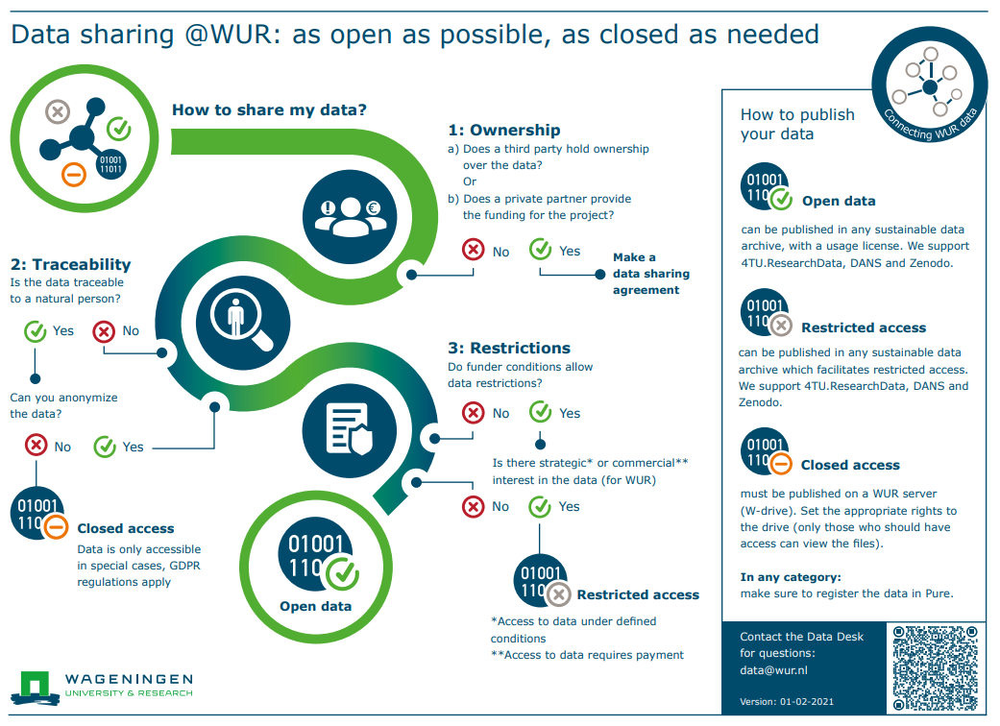 Data sharing @WUR: as open as possible, as closed as needed
How to share my data?
01001
11011
1: Ownership
a) Does a third party hold ownership
over the data?
Or
b) Does a private partner provide
the funding for the project?
No
Yes
Make a
data sharing
agreement
2: Traceability
Is the data traceable
to a natural person?
Yes
No
Can you anonymize
the data?
No
Yes
01001
110
Closed access
Data is only accessible
in special cases, GDPR
regulations apply
3: Restrictions
Do funder conditions allow
data restrictions?
No
Yes
Is there strategic* or commercial**
interest in the data (for WUR)
No
Yes
01001
110
Restricted access
*Access to data under defined
conditions
**Access to data requires payment
01001
110
Open data
Connecting WUR data
How to publish
your data
01001
110
Open data
can be published in any sustainable data
archive, with a usage license. We support
4TU.ResearchData, DANS and Zenodo.
01001
110
Restricted access
can be published in any sustainable data
archive which facilitates restricted access.
We support 4TU.ResearchData, DANS and
Zenodo.
01001
110
Closed access
must be published on a WUR server
(W-drive). Set the appropriate rights to
the drive (only those who should have
access can view the files).
In any category:
make sure to register the data in Pure.
Contact the Data Desk
for questions:
data@wur.nl
Version: 01-02-2021
WAGENINGEN
UNIVERSITY & RESEARCH